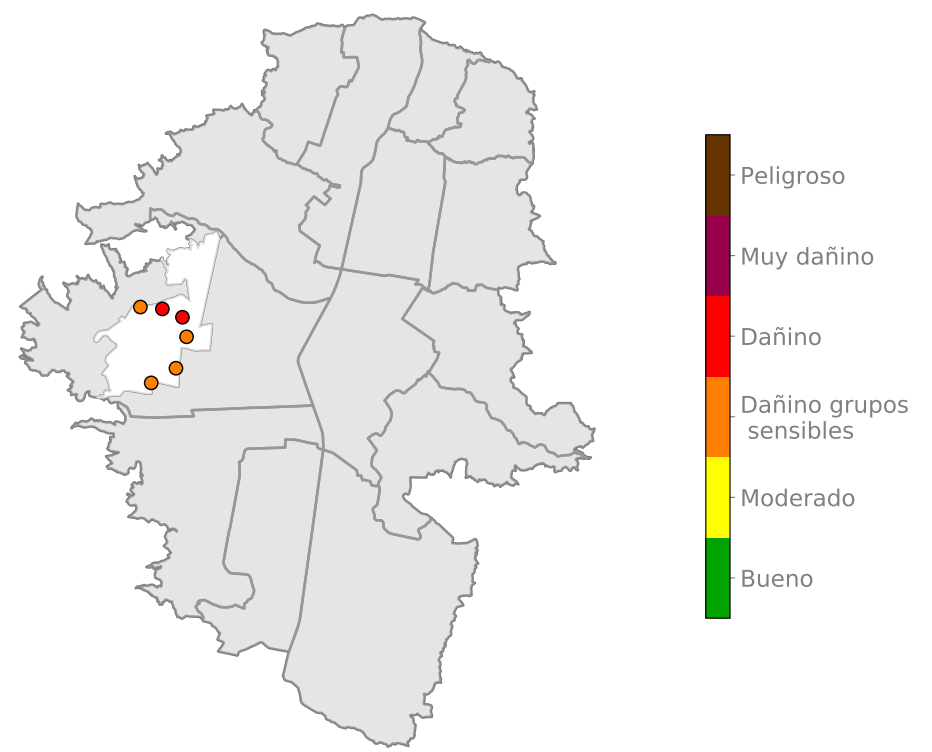 Peligroso
Muy dañino
Dañino
Dañino grupos
sensibles
Moderado
Bueno